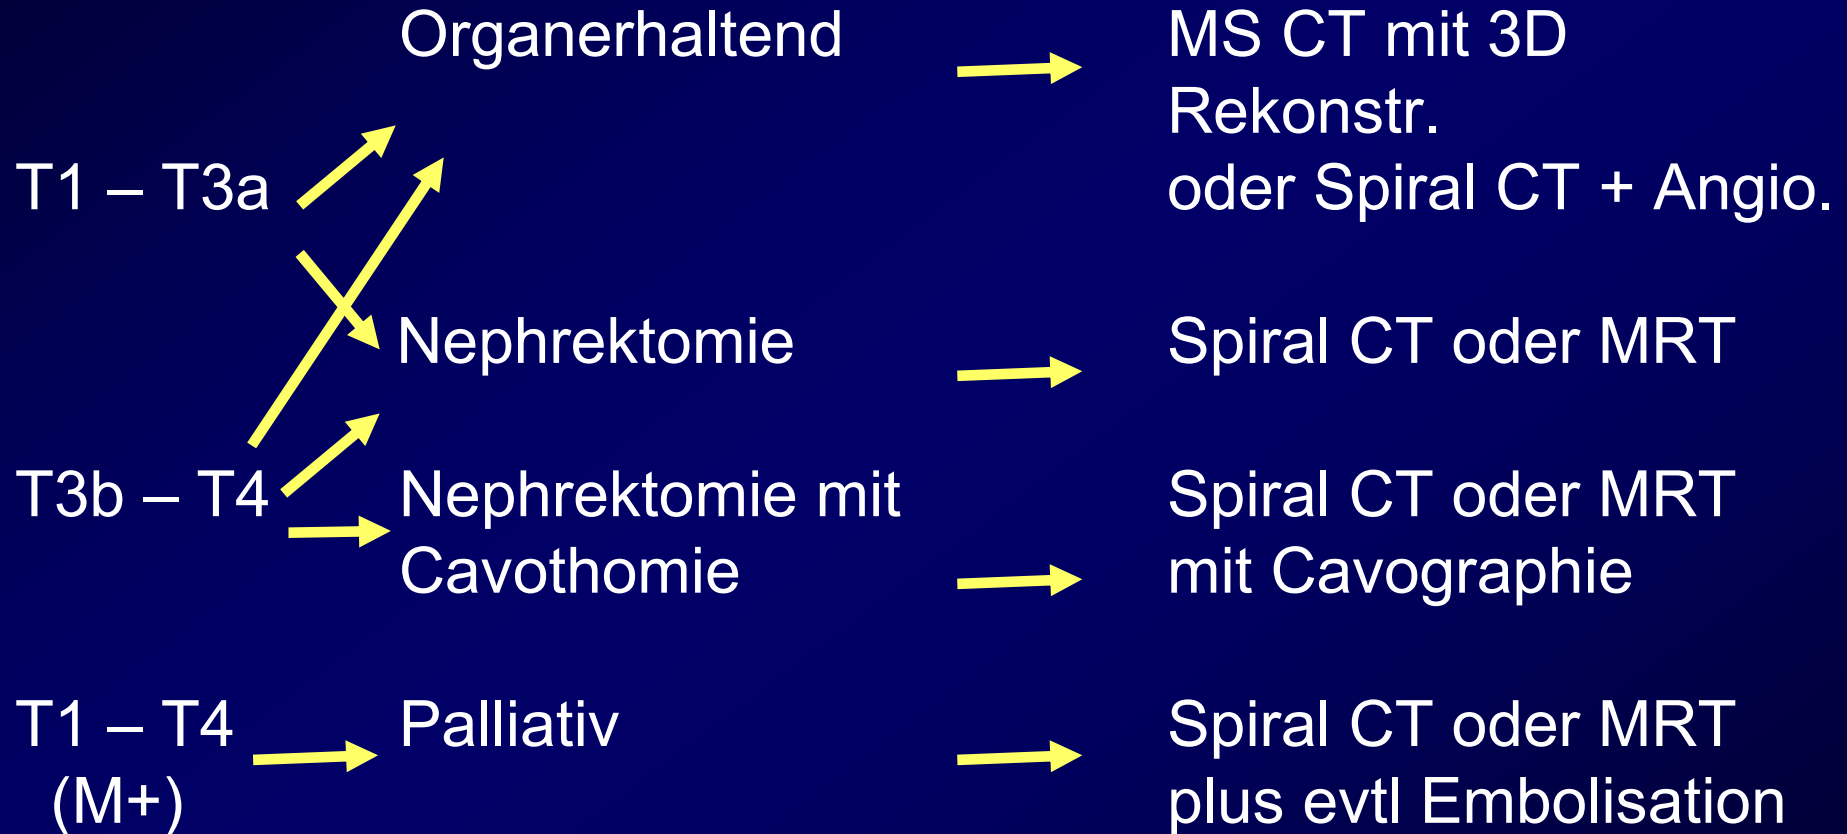 Organerhaltend
MS CT mit 3D
Rekonstr.
T1 – T3a
oder Spiral CT + Angio.
Nephrektomie
Spiral CT oder MRT
T3b – T4
Nephrektomie mit
Spiral CT oder MRT
Cavothomie
mit Cavographie
T1 – T4
Palliativ
Spiral CT oder MRT
(M+)
plus evtl Embolisation